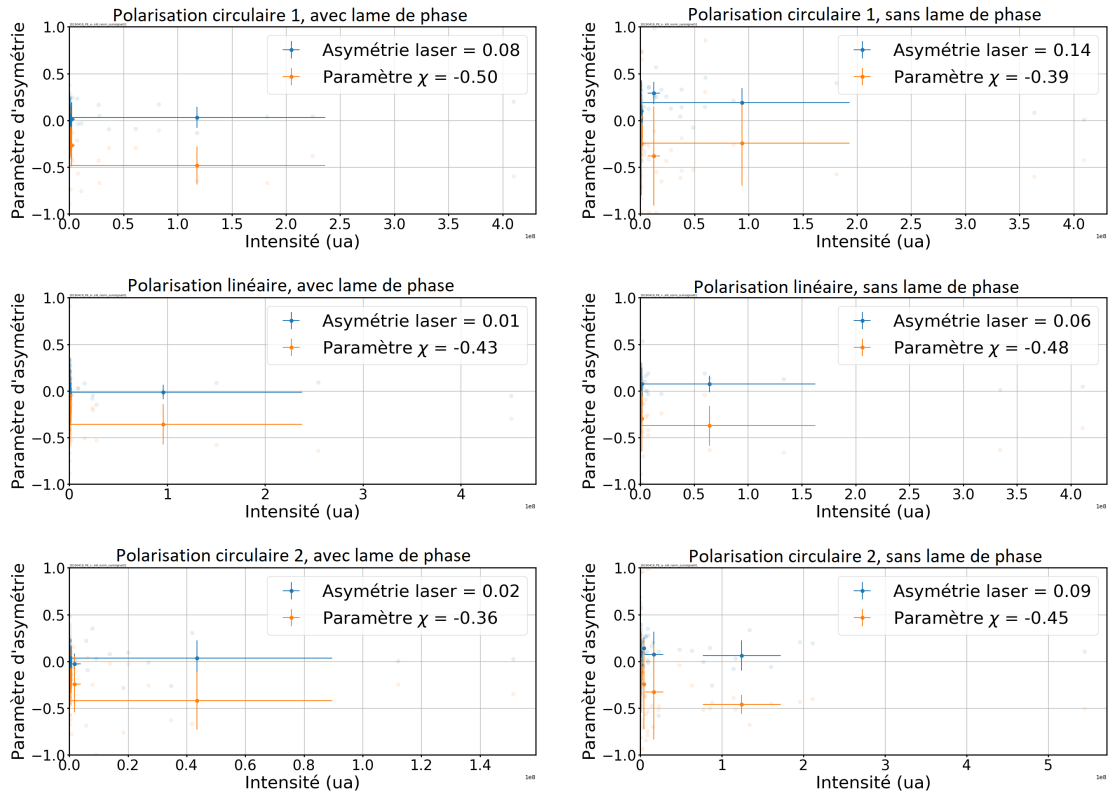 Polarisation circulaire 1, avec lame de phase
Paramètre d'asymétrie
1.0
0.5
0.0
−0.5
−1.0
Asymétrie laser = 0.08
Paramètre χ = -0.50
0.0 0.5 1.0 1.5 2.0 2.5 3.0 3.5 4.0
1e8
Intensité (ua)
Polarisation circulaire 1, sans lame de phase
Paramètre d'asymétrie
1.0
0.5
0.0
−0.5
−1.0
Asymétrie laser = 0.14
Paramètre χ = -0.39
0.0 0.5 1.0 1.5 2.0 2.5 3.0 3.5 4.0
1e8
Intensité (ua)
Polarisation linéaire, avec lame de phase
Paramètre d'asymétrie
1.0
0.5
0.0
−0.5
−1.0
Asymétrie laser = 0.01
Paramètre χ = -0.43
0 1 2 3 4
1e8
Intensité (ua)
Polarisation linéaire, sans lame de phase
Paramètre d'asymétrie
1.0
0.5
0.0
−0.5
−1.0
Asymétrie laser = 0.06
Paramètre χ = -0.48
0.0 0.5 1.0 1.5 2.0 2.5 3.0 3.5 4.0
1e8
Intensité (ua)
Polarisation circulaire 2, avec lame de phase
Paramètre d'asymétrie
1.0
0.5
0.0
−0.5
−1.0
Asymétrie laser = 0.02
Paramètre χ = -0.36
0.0 0.2 0.4 0.6 0.8 1.0 1.2 1.4
1e8
Intensité (ua)
Polarisation circulaire 2, sans lame de phase
Paramètre d'asymétrie
1.0
0.5
0.0
−0.5
−1.0
Asymétrie laser = 0.09
Paramètre χ = -0.45
0 1 2 3 4 5
1e8
Intensité (ua)